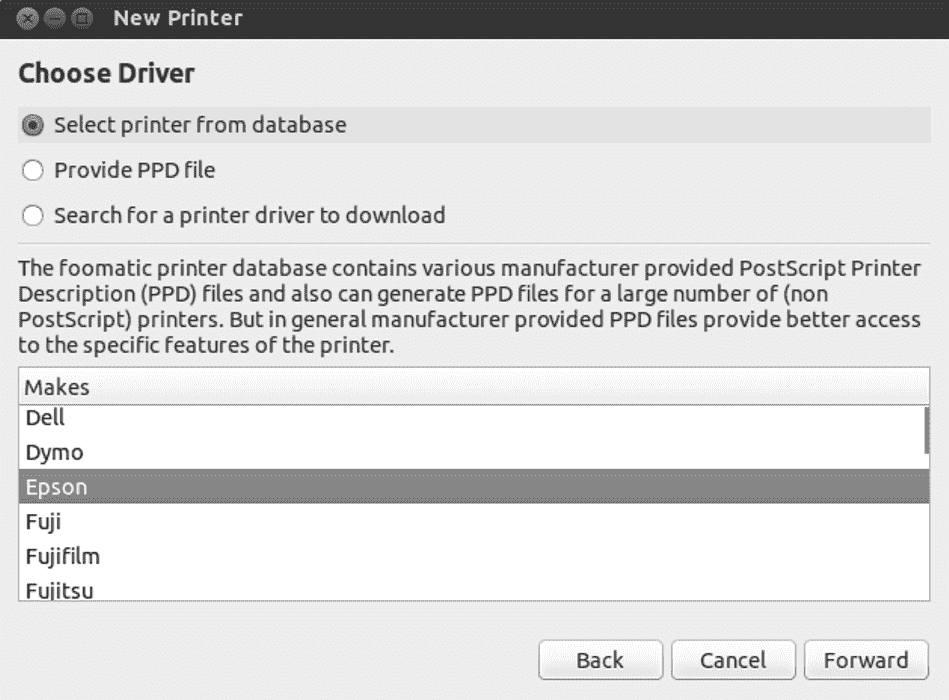 New Printer
Choose Driver
Select printer from database
Provide PPD file
Search for a printer driver to download
The foomatic printer database contains various manufacturer provided PostScript Printer
Description (PPD) files and also can generate PPD files for a large number of (non
PostScript) printers. But in general manufacturer provided PPD files provide better access
to the specific features of the printer.
Makes
Dell
Dymo
Epson
Fuji
Fujifilm
Fujitsu
Back Cancel Forward